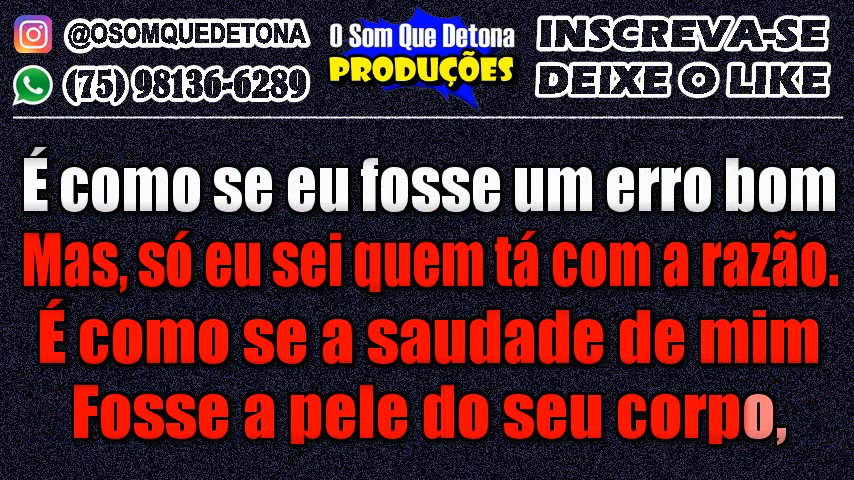 @OSOMQUEDETONA
(75) 98136-6289
O Som Que Detona
PRODUÇÕES
INSCREVA-SE
DEIXE O LIKE
É como se eu fosse um erro bom
Mas, só eu sei quem tá com a razão.
É como se a saudade de mim
Fosse a pele do seu corpo,